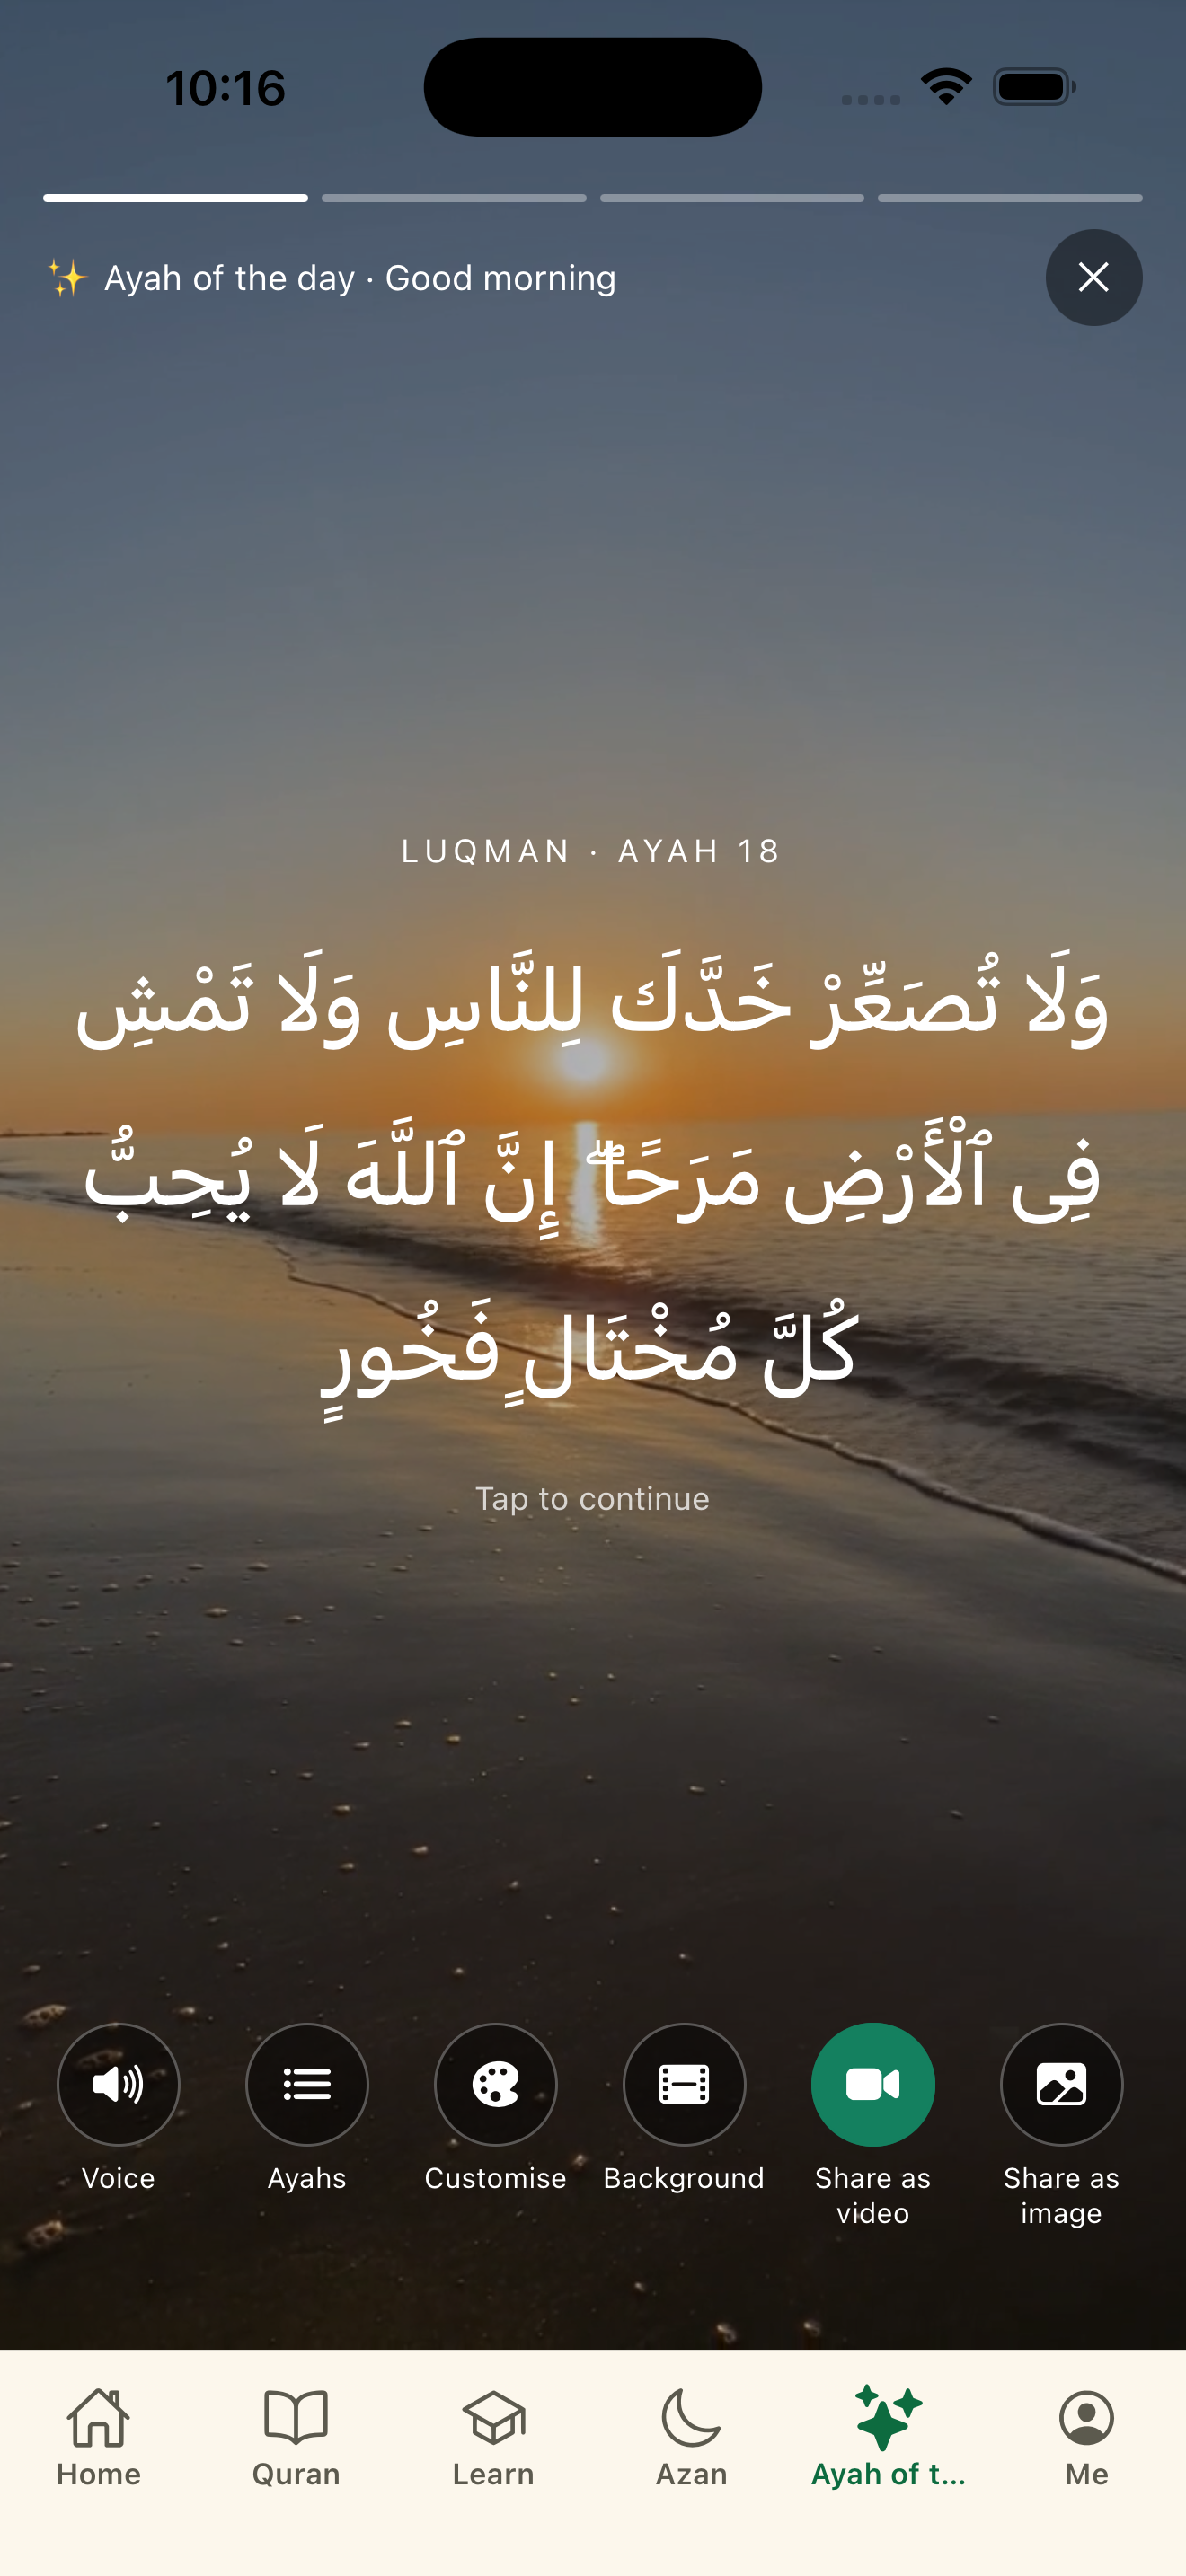 10:16
✨ Ayah of the day · Good morning
LUQMAN · AYAH 18
وَلَا تُصَعِّرْ خَدَّكَ لِلنَّاسِ وَلَا تَمْشِ
فِى ٱلْأَرْضِ مَرَحًا ۖ إِنَّ ٱللَّهَ لَا يُحِبُّ
كُلَّ مُخْتَالٍ فَخُورٍ
Tap to continue
Voice
Ayahs
Customise
Background
Share as
video
Share as
image
Home
Quran
Learn
Azan
Ayah of t...
Me